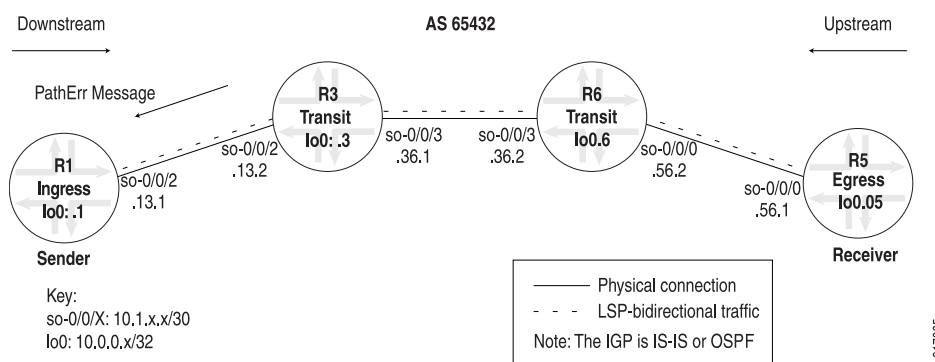 Downstream
AS 65432
Upstream
PathErr Message
R3
Transit
lo0: .3
R6
Transit
lo0.6
so-0/0/3
.36.1
so-0/0/3
.36.2
R1
Ingress
lo0: .1
so-0/0/2
.13.1
so-0/0/2
.13.2
so-0/0/0
.56.2
so-0/0/0
.56.1
R5
Egress
lo0.05
Sender
Receiver
Key:
so-0/0/X: 10.1.x.x/30
lo0: 10.0.0.x/32
Physical connection
LSP-bidirectional traffic
Note: The IGP is IS-IS or OSPF